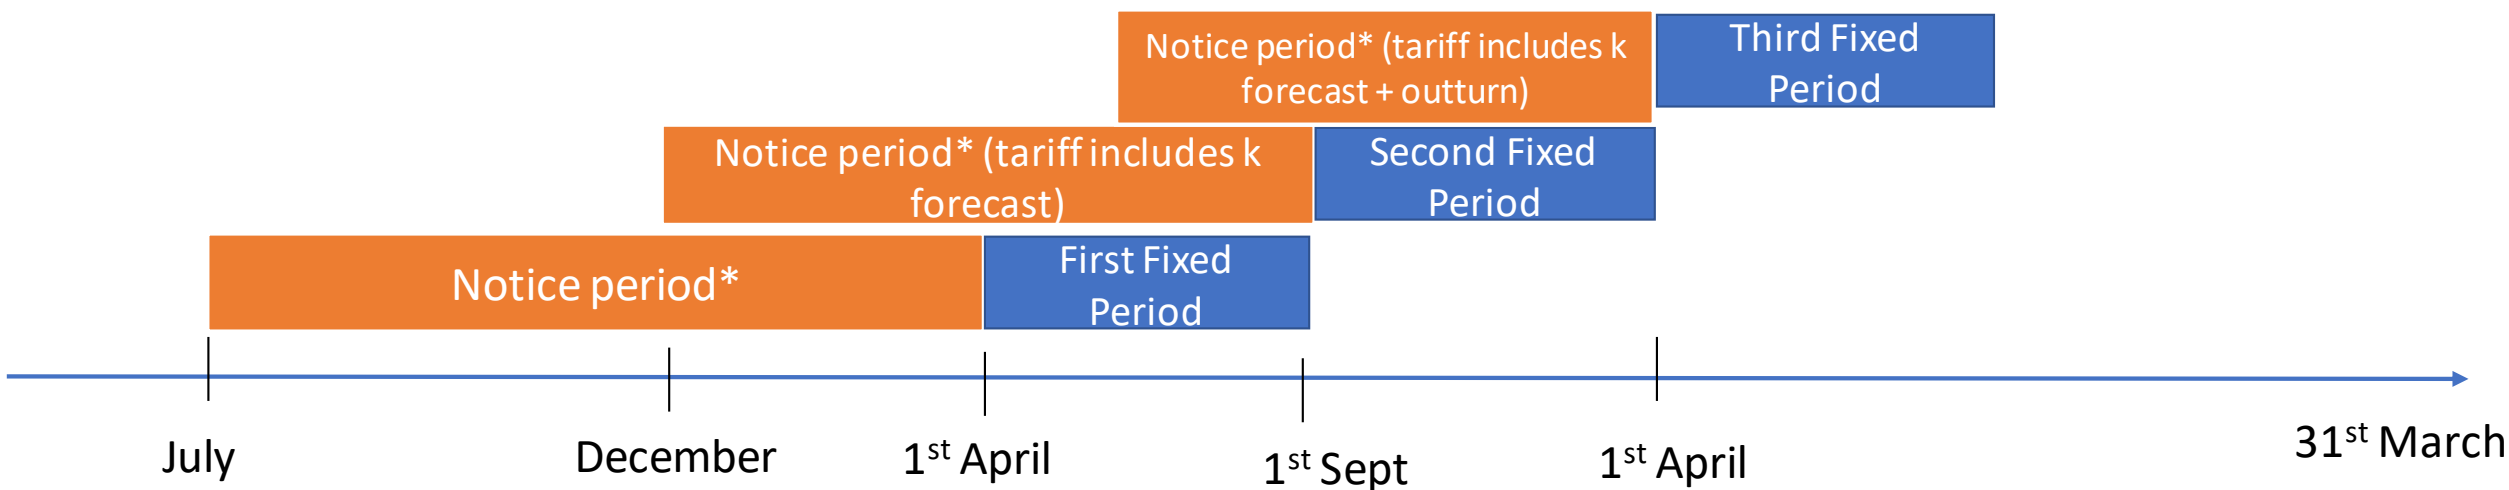 Notice period* (tariff includes k
forecast + outturn)
Third Fixed
Period
Notice period* (tariff includes k
forecast)
Second Fixed
Period
Notice period*
First Fixed
Period
July
December
1st April
1st Sept
1st April
31st March